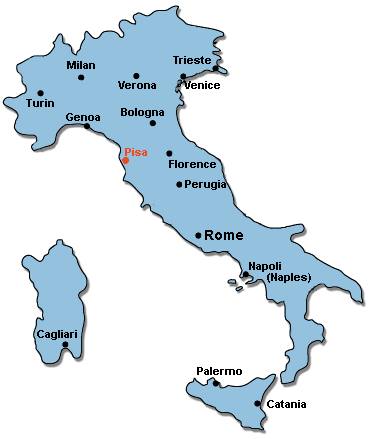 Trieste
Milan
Verona
Venice
Turin
Genoa
Bologna
Pisa
Florence
Perugia
Rome
Napoli
(Naples)
Cagliari
Palermo
Catania